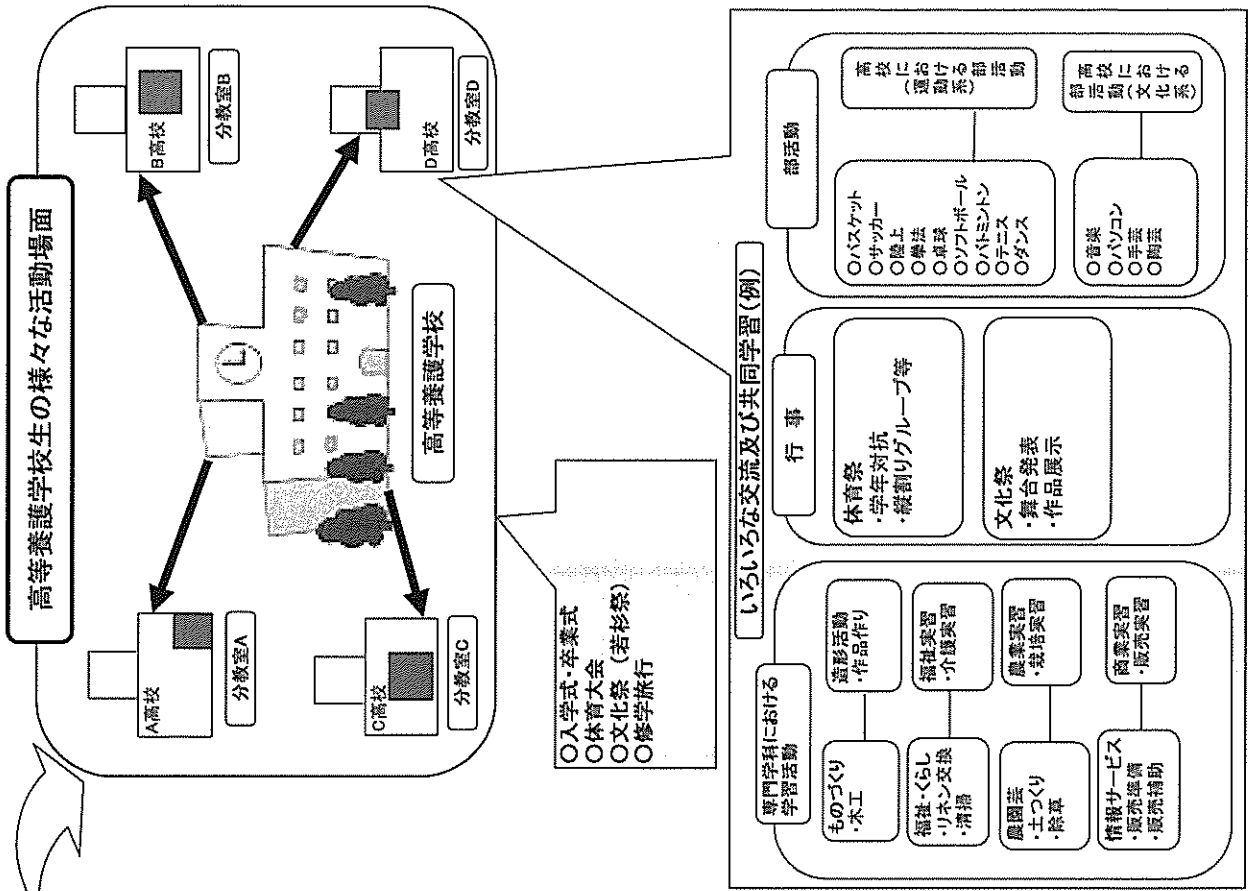 高等養護学校生の様々な活動場面
A高校
分教室A
B高校
分教室B
C高校
分教室C
D高校
分教室D
高等養護学校
○入学式・卒業式
○体育大会
○文化祭（若杉祭）
○修学旅行
いろいろな交流及び共同学習（例）
専門学科における
学習活動
ものづくり
・木工
造形活動
・作品作り
福祉・くらし
・リネン交換
・清掃
福祉実習
・介護実習
農園芸
・土つくり
・除草
農業実習
・栽培実習
情報サービス
・販売準備
・販売補助
商業実習
・販売実習
行　事
体育祭
・学年対抗
・縦割りグループ等
文化祭
・舞台発表
・作品展示
部活動
○バスケット
○サッカー
○陸上
○拳法
○卓球
○ソフトボール
○バトミントン
○テニス
○ダンス
高校における部活動
（運動系）
○音楽
○パソコン
○手芸
○陶芸
高校における
部活動（文化系）